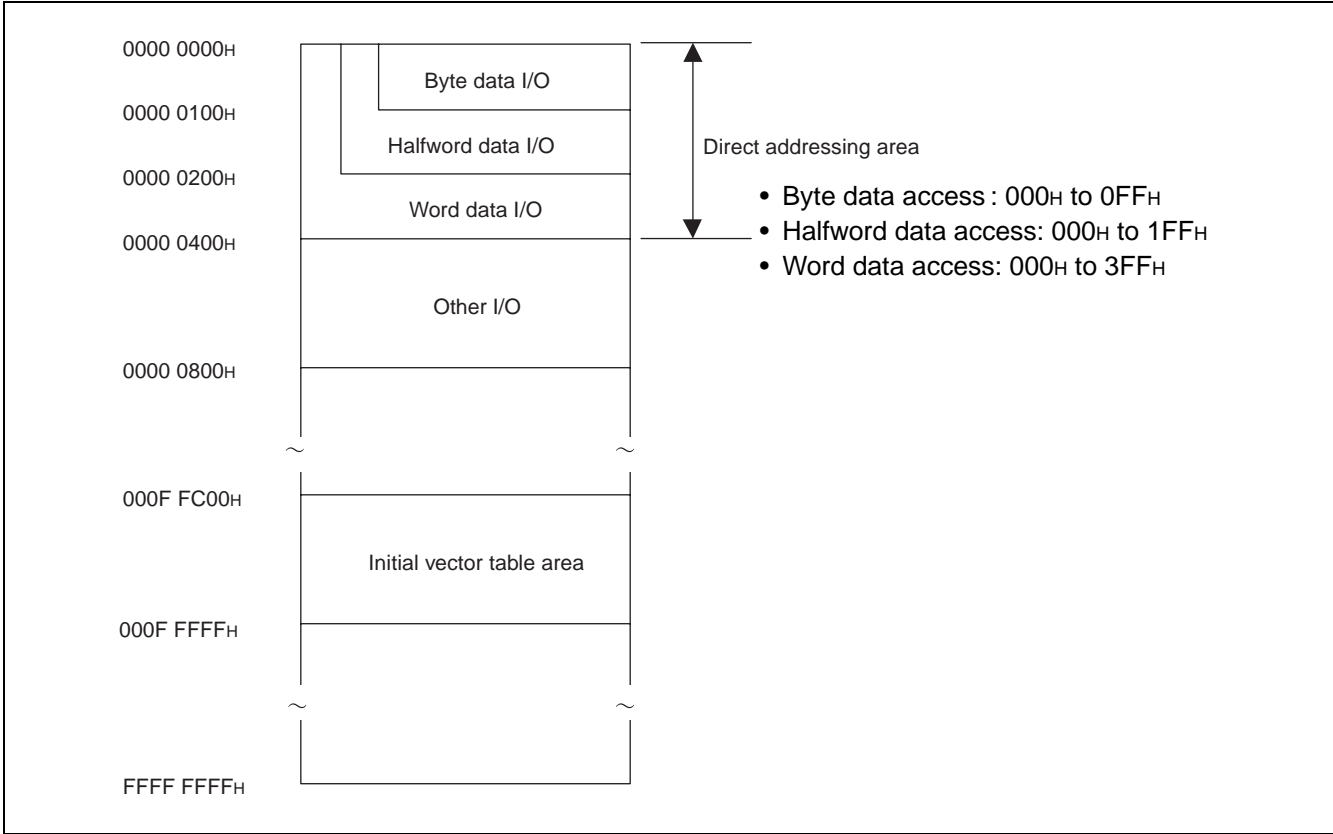 0000 0000H
Byte data I/O
0000 0100H
Halfword data I/O
Direct addressing area
0000 0200H
• Byte data access : 000H to 0FFH
Word data I/O
• Halfword data access: 000H to 1FFH
0000 0400H
• Word data access: 000H to 3FFH
Other I/O
0000 0800H
~ ~
000F FC00H
Initial vector table area
000F FFFFH
~ ~
FFFF FFFFH